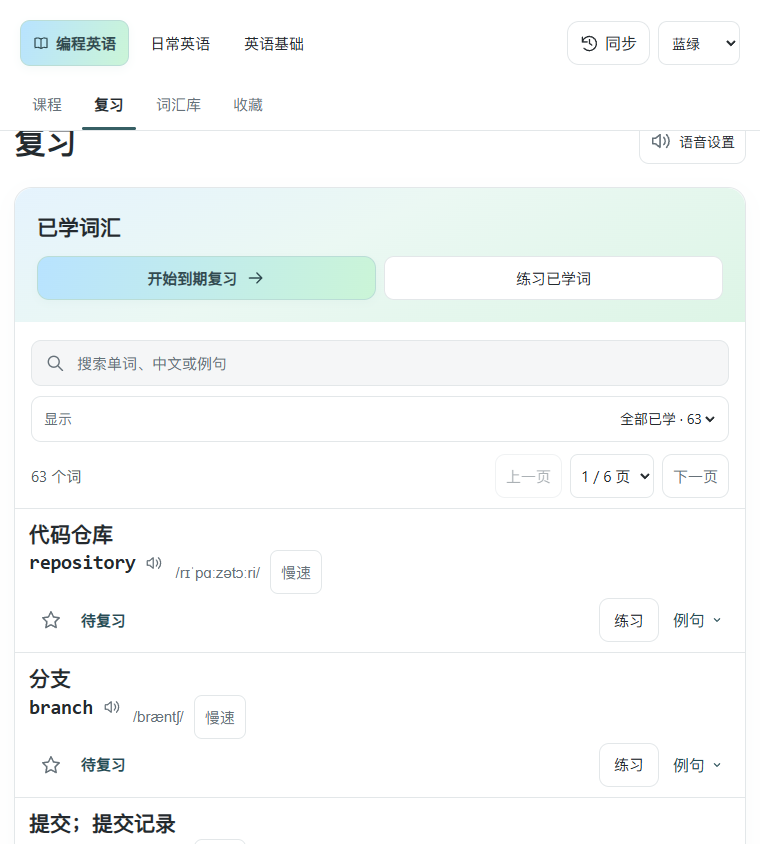 编程英语 日常英语 英语基础 同步 蓝绿
课程 复习 词汇库 收藏
复习 语音设置
已学词汇
开始到期复习 → 练习已学词
搜索单词、中文或例句
显示 全部已学 · 63
63 个词 上一页 1 / 6 页 下一页
代码仓库
repository /rɪˈpɑːzətɔːri/ 慢速
待复习 练习 例句
分支
branch /bræntʃ/ 慢速
待复习 练习 例句
提交；提交记录